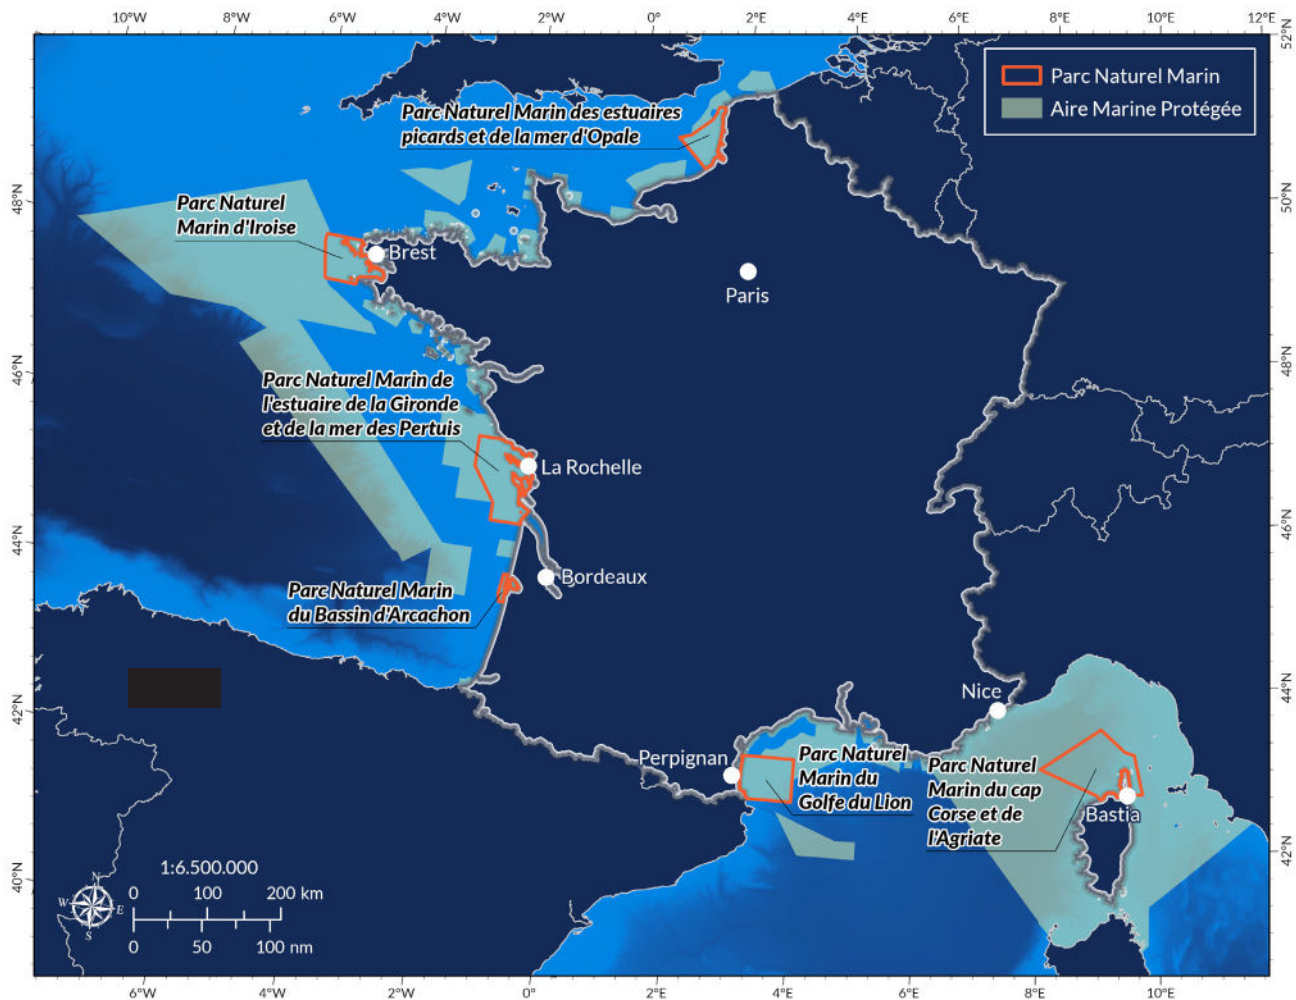 10°W 8°W 6°W 4°W 2°W 0° 2°E 4°E 6°E 8°E 10°E 12°E
52°N
Parc Naturel Marin
Aire Marine Protégée
Parc Naturel Marin des estuaires
picards et de la mer d'Opale
48°N
50°N
Parc Naturel
Marin d'Iroise
Brest
Paris
46°N
48°N
Parc Naturel Marin de
l'estuaire de la Gironde
et de la mer des Pertuis
La Rochelle
44°N
46°N
Bordeaux
Parc Naturel Marin
du Bassin d'Arcachon
42°N
44°N
Nice
Perpignan
Parc Naturel
Marin du
Golfe du Lion
Parc Naturel
Marin du cap
Corse et de
l'Agriate
Bastia
40°N
42°N
1:6.500.000
0 100 200 km
0 50 100 nm
N
W E
S
6°W 4°W 2°W 0° 2°E 4°E 6°E 8°E 10°E